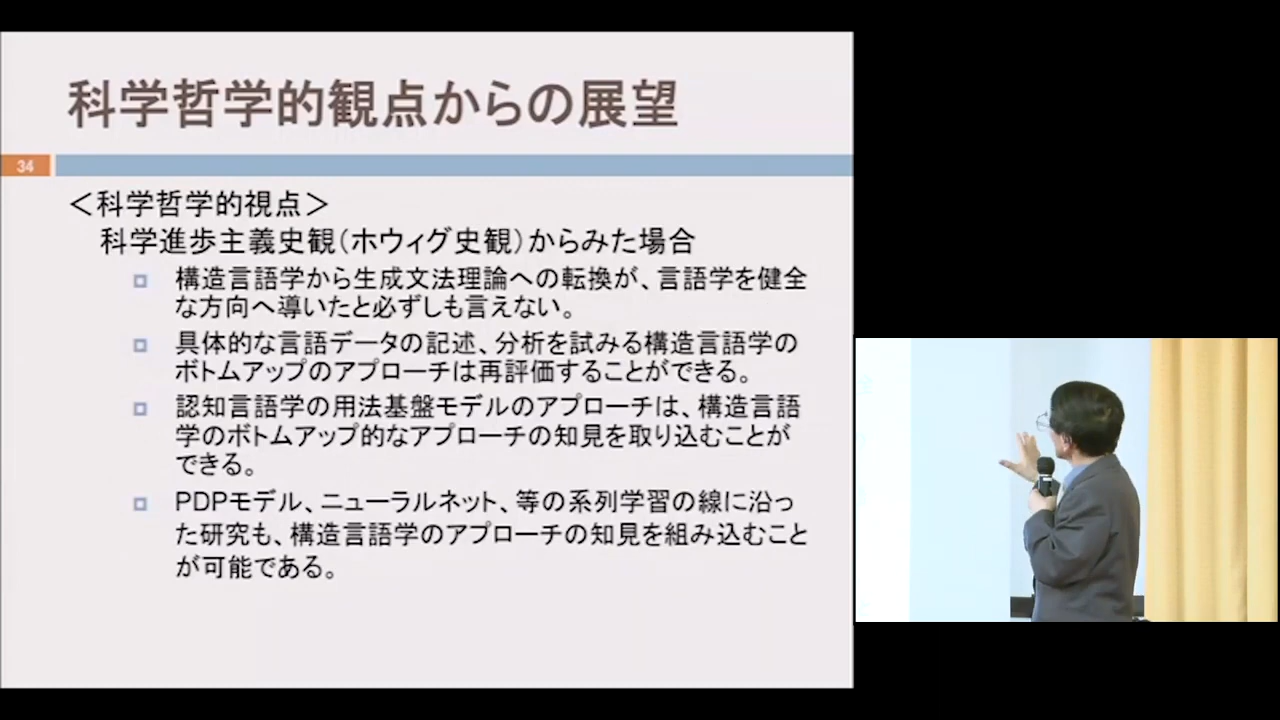 科学哲学的観点からの展望
34
＜科学哲学的視点＞
科学進歩主義史観(ホウィグ史観)からみた場合
構造言語学から生成文法理論への転換が、言語学を健全
な方向へ導いたと必ずしも言えない。
具体的な言語データの記述、分析を試みる構造言語学の
ボトムアップのアプローチは再評価することができる。
認知言語学の用法基盤モデルのアプローチは、構造言語
学のボトムアップ的なアプローチの知見を取り込むことが
できる。
PDPモデル、ニューラルネット、等の系列学習の線に沿っ
た研究も、構造言語学のアプローチの知見を組み込むこと
が可能である。